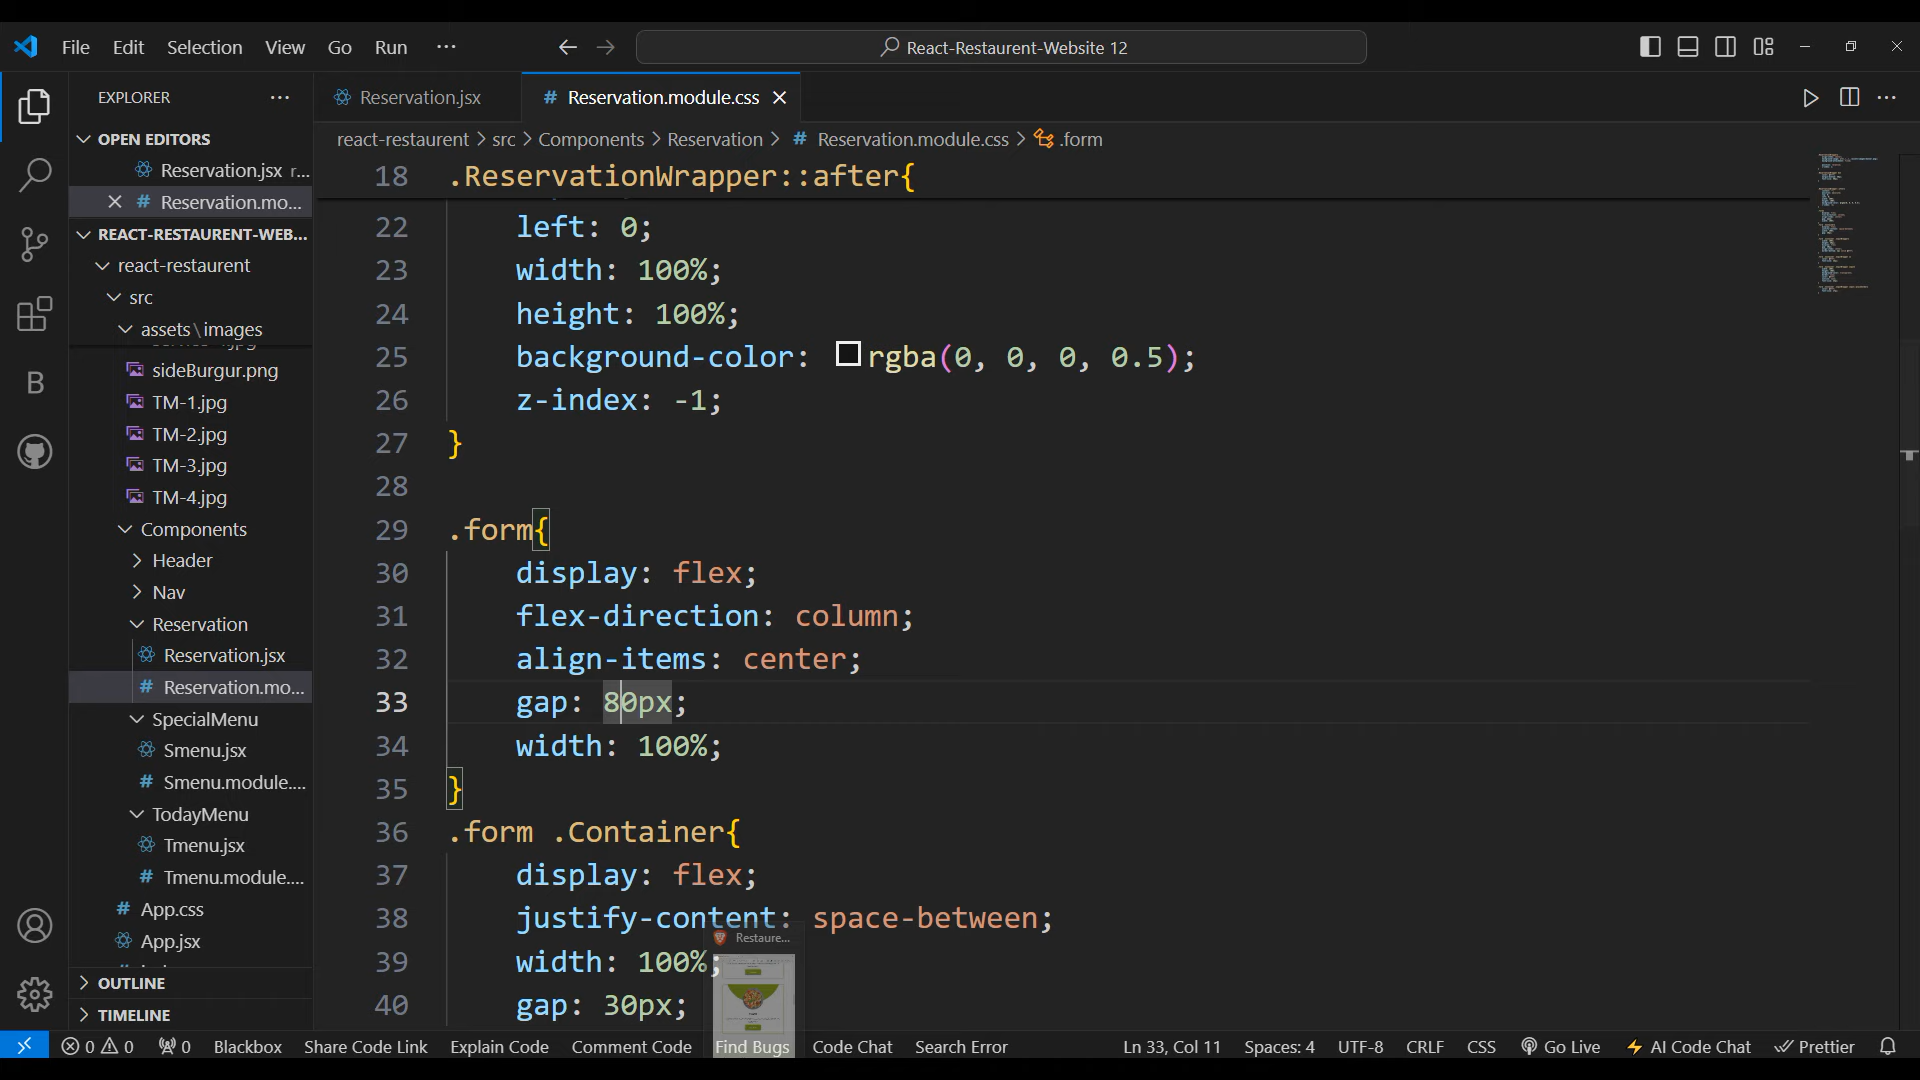 File Edit Selection View Go Run ···
React-Restaurent-Website 12
EXPLORER
OPEN EDITORS
Reservation.jsx r...
Reservation.mo...
REACT-RESTAURENT-WEB...
react-restaurent
src
assets\images
sideBurgur.png
TM-1.jpg
TM-2.jpg
TM-3.jpg
TM-4.jpg
Components
Header
Nav
Reservation
Reservation.jsx
Reservation.mo...
SpecialMenu
Smenu.jsx
Smenu.module....
TodayMenu
Tmenu.jsx
Tmenu.module....
App.css
App.jsx
OUTLINE
TIMELINE
Reservation.jsx
Reservation.module.css
react-restaurent > src > Components > Reservation > Reservation.module.css > .form
18 .ReservationWrapper::after{
22 left: 0;
23 width: 100%;
24 height: 100%;
25 background-color: rgba(0, 0, 0, 0.5);
26 z-index: -1;
27 }
28
29 .form{
30 display: flex;
31 flex-direction: column;
32 align-items: center;
33 gap: 80px;
34 width: 100%;
35 }
36 .form .Container{
37 display: flex;
38 justify-content: space-between;
39 width: 100%;
40 gap: 30px;
Restaure...
0 0 0 Blackbox Share Code Link Explain Code Comment Code Find Bugs Code Chat Search Error Ln 33, Col 11 Spaces: 4 UTF-8 CRLF CSS Go Live AI Code Chat Prettier